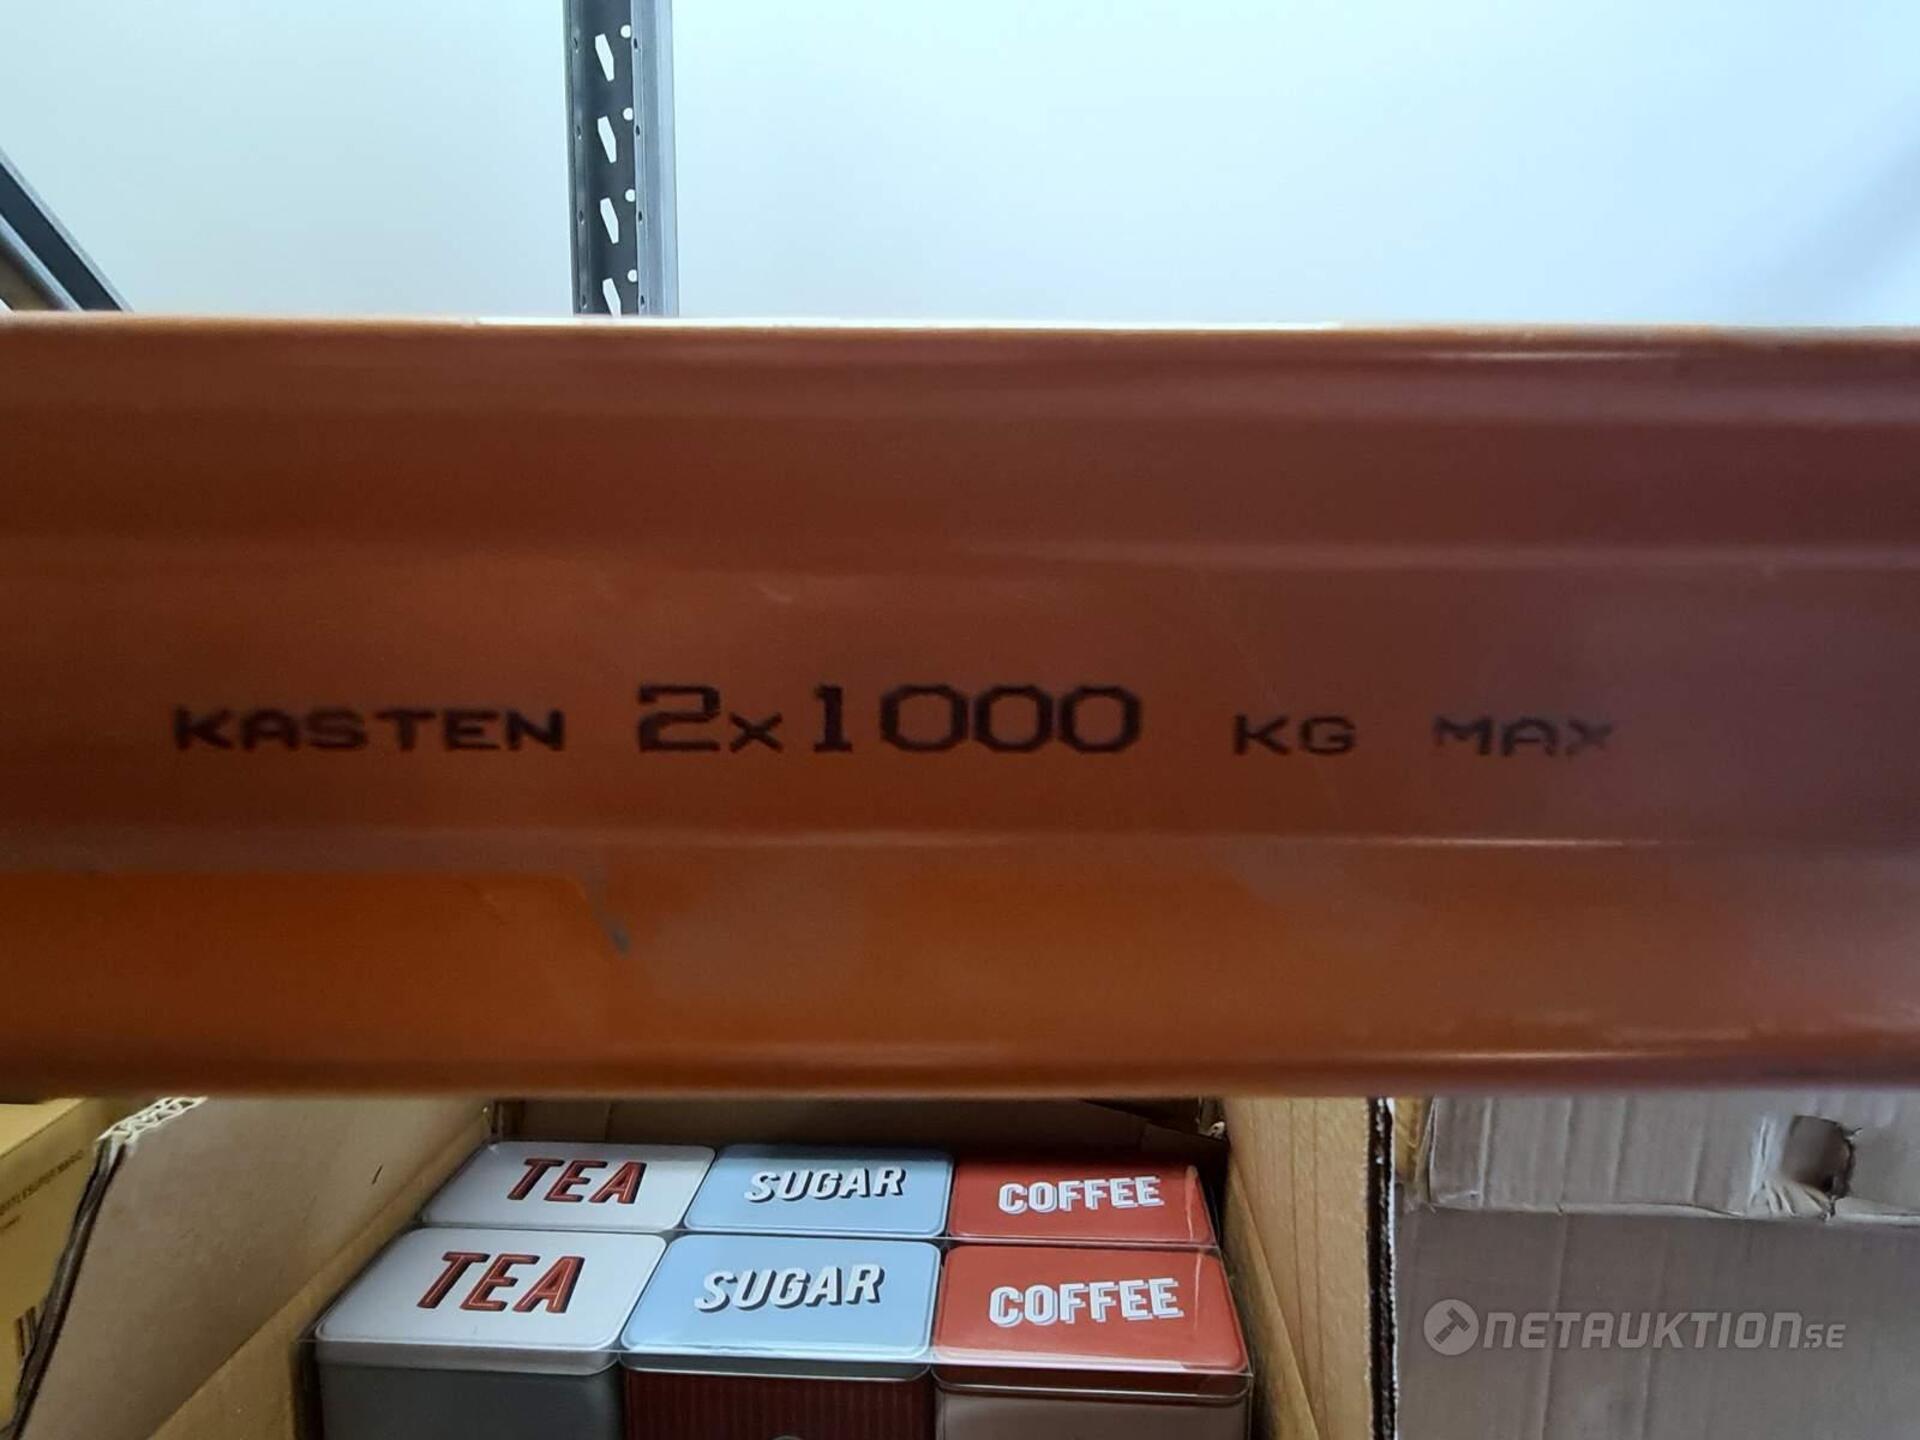 KASTEN 2x1000 KG MAX
TEA SUGAR COFFEE
TEA SUGAR COFFEE
NETAUKTION.SE